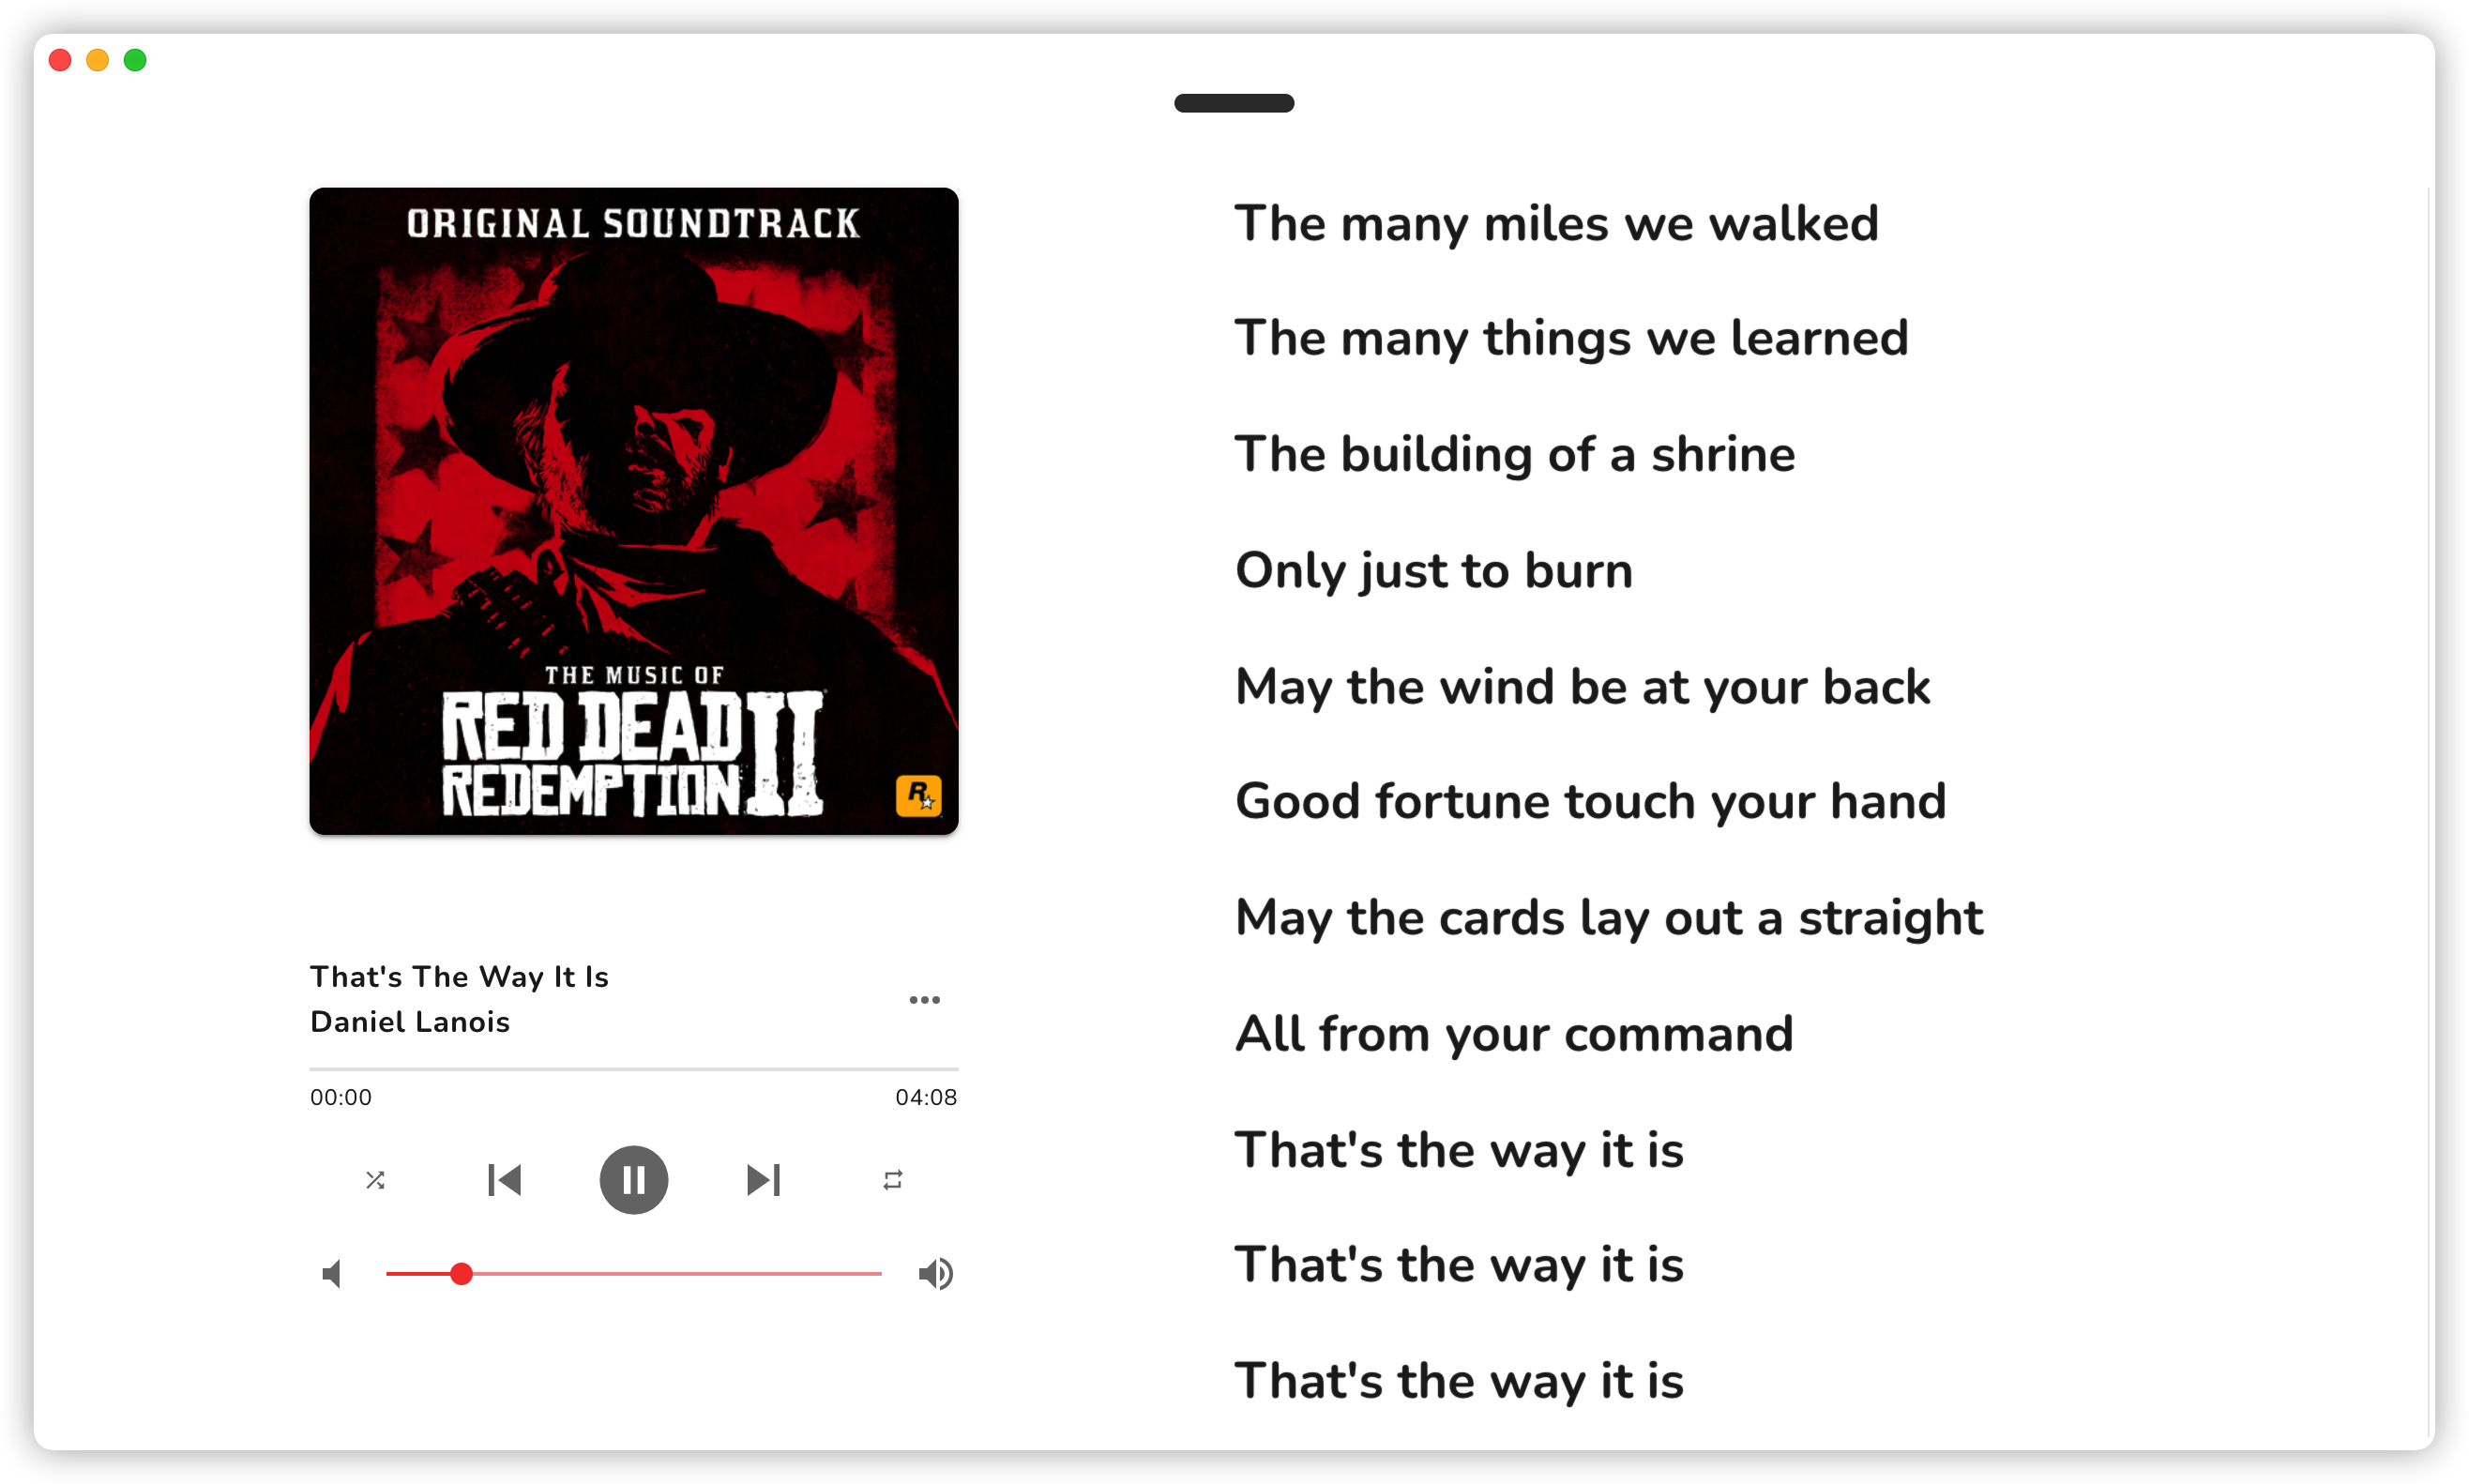 ORIGINAL SOUNDTRACK
THE MUSIC OF
RED DEAD
REDEMPTION II
R
That's The Way It Is
Daniel Lanois
00:00
04:08
The many miles we walked
The many things we learned
The building of a shrine
Only just to burn
May the wind be at your back
Good fortune touch your hand
May the cards lay out a straight
All from your command
That's the way it is
That's the way it is
That's the way it is